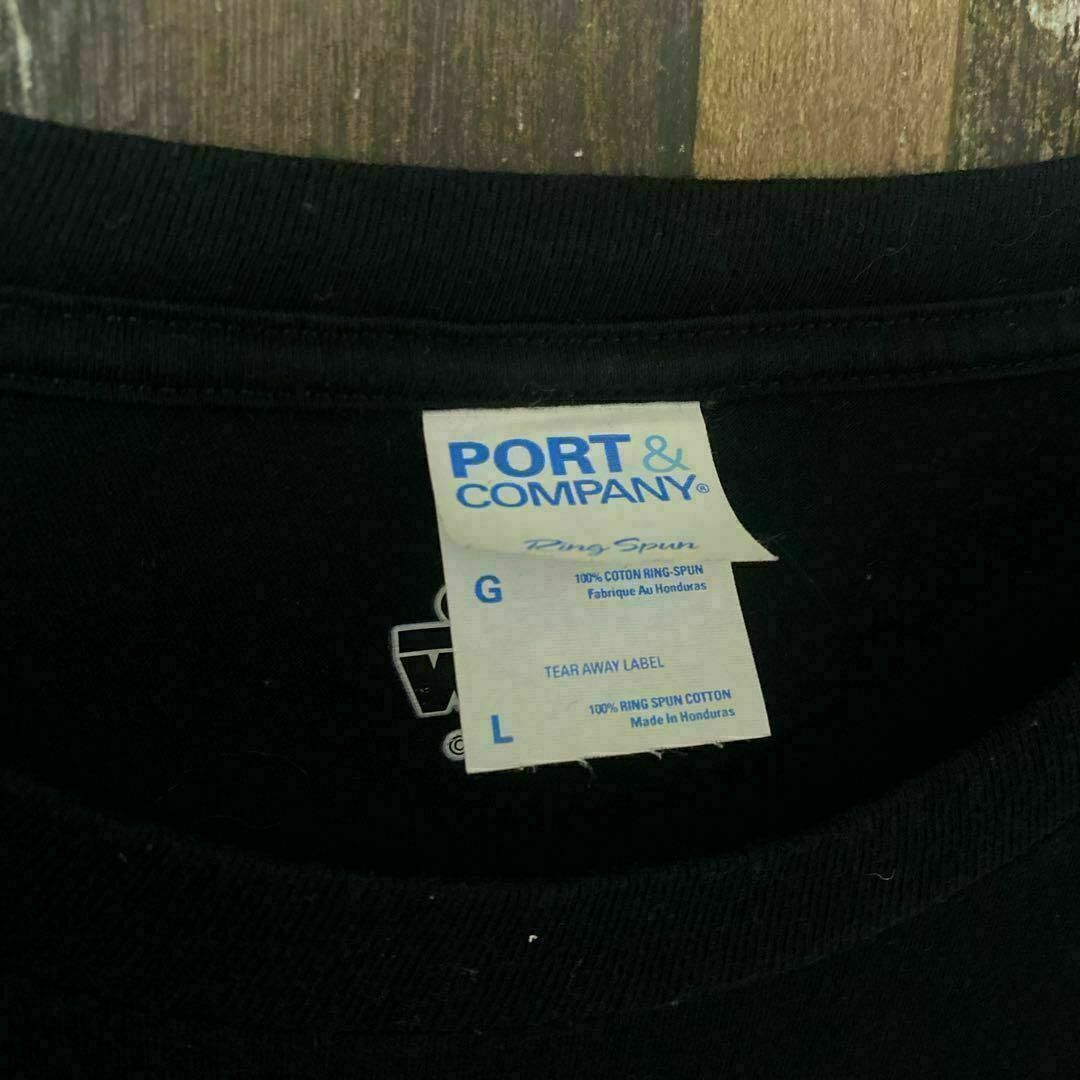 PORT &
COMPANY®
Ring Spun
G
100% COTON RING-SPUN
Fabrique Au Honduras
TEAR AWAY LABEL
L
100% RING SPUN COTTON
Made In Honduras
©